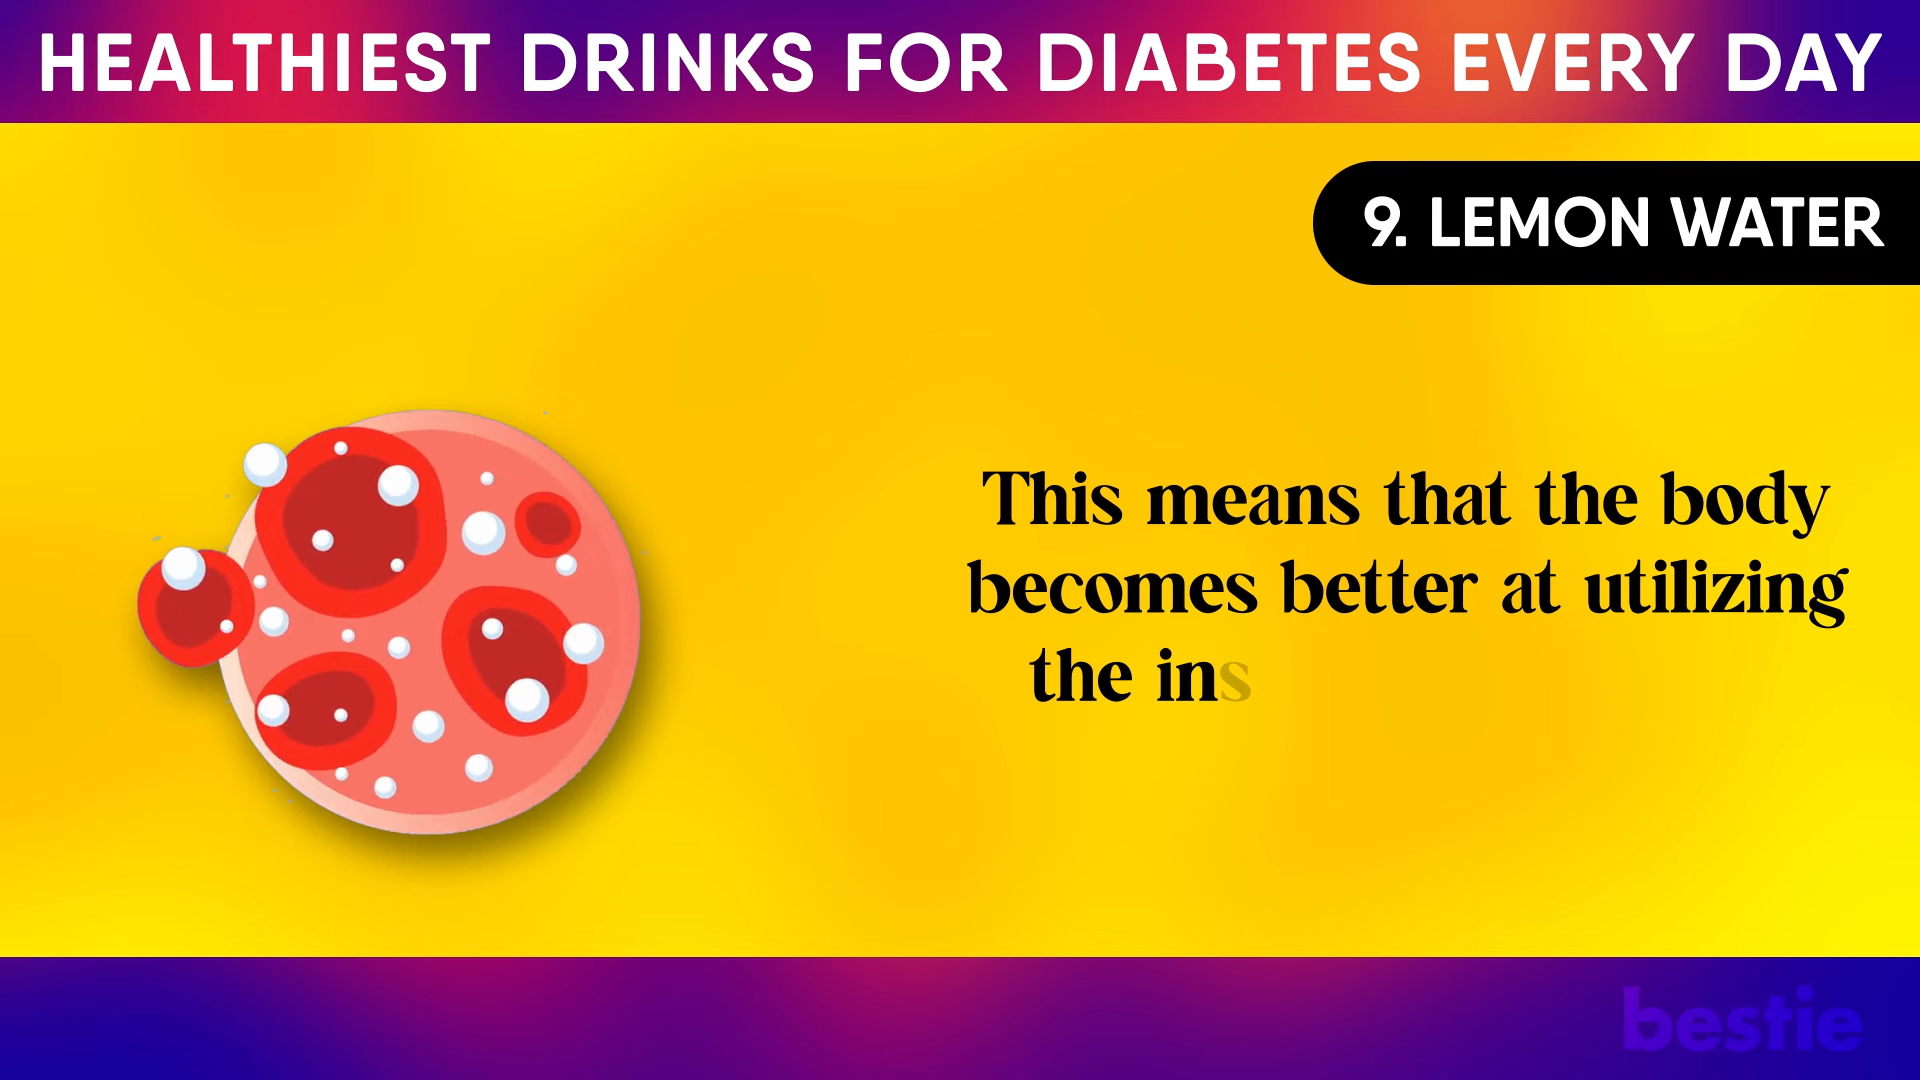 HEALTHIEST DRINKS FOR DIABETES EVERY DAY
9. LEMON WATER
This means that the body
becomes better at utilizing
the ins
bestie